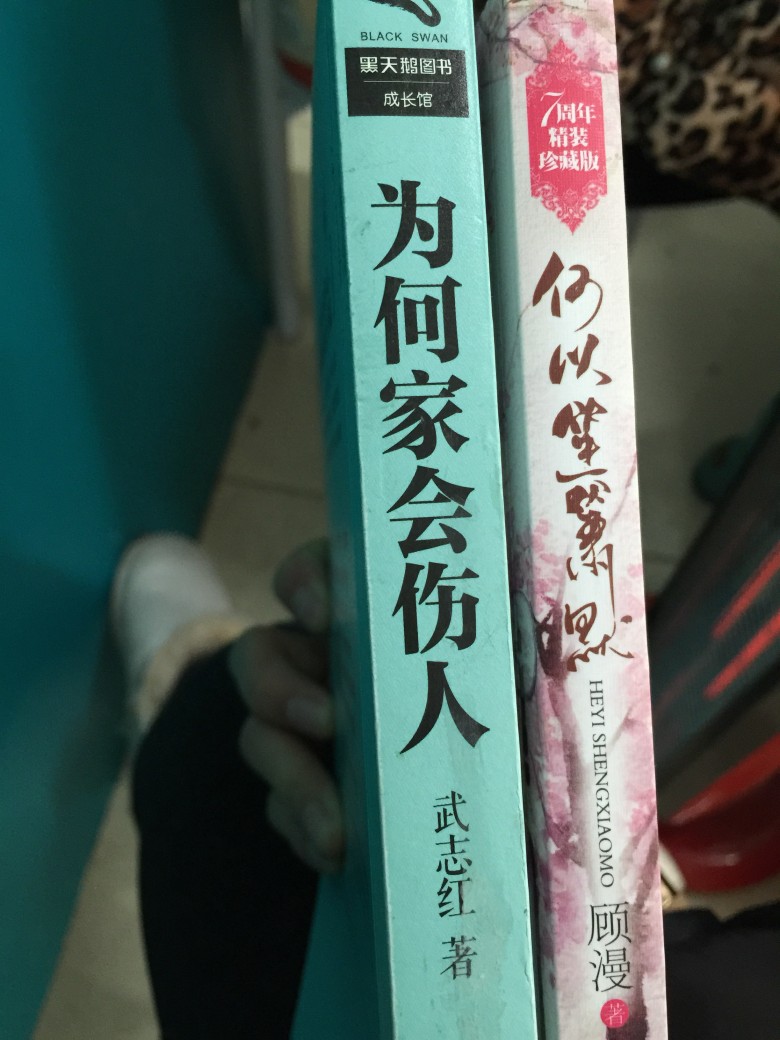 BLACK SWAN
黑天鹅图书
成长馆
为何家会伤人
武志红 著
7周年
精装
珍藏版
何以笙箫默
HEYI SHENGXIAOMO
顾漫
著